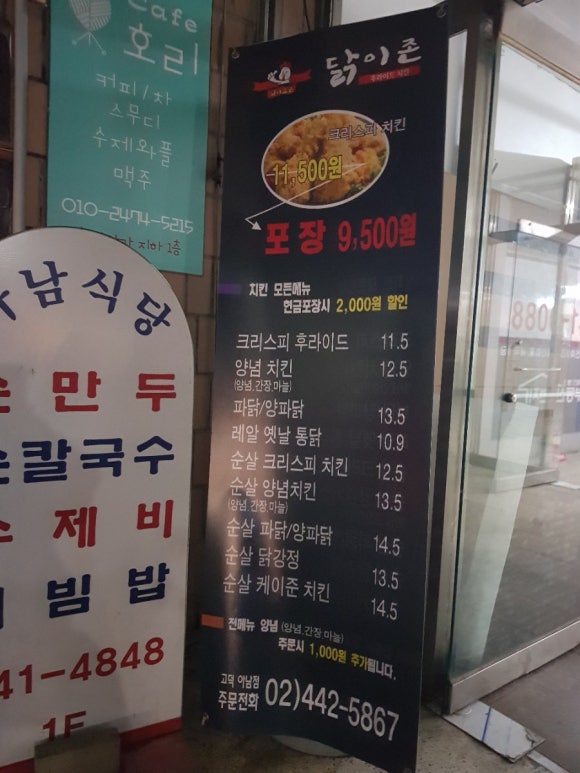 Cafe
호리
커피/차
스무디
수제와플
맥주
010-2474-5215
지하 1층
남식당
만두
칼국수
제비
빔밥
41-4848
1F
닭이존
후라이드 치킨
크리스피 치킨
11,500원
포장 9,500원
치킨 모든메뉴
현금포장시 2,000원 할인
크리스피 후라이드 11.5
양념 치킨 12.5
(양념,간장,마늘)
파닭/양파닭 13.5
레알 옛날 통닭 10.9
순살 크리스피 치킨 12.5
순살 양념치킨 13.5
(양념,간장,마늘)
순살 파닭/양파닭 14.5
순살 닭강정 13.5
순살 케이준 치킨 14.5
전메뉴 양념 (양념,간장,마늘)
주문시 1,000원 추가됩니다.
고덕 아남점
주문전화 02)442-5867